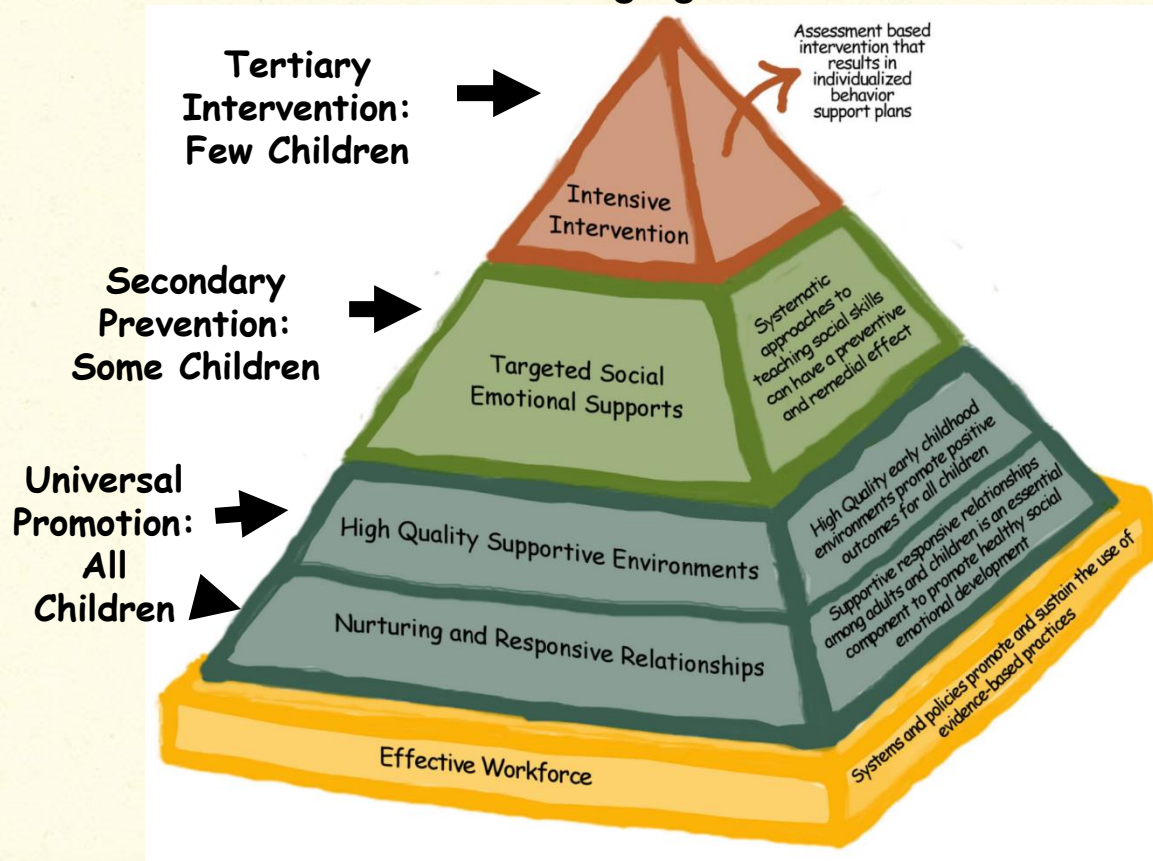 Tertiary
Intervention:
Few Children
Assessment based
intervention that
results in
individualized
behavior
support plans
Intensive
Intervention
Secondary
Prevention:
Some Children
Targeted Social
Emotional Supports
Systematic
approaches to
teaching social skills
can have a preventive
and remedial effect
Universal
Promotion:
All
Children
High Quality Supportive Environments
High Quality early childhood
environments promote positive
outcomes for all children
Nurturing and Responsive Relationships
Supportive responsive relationships
among adults and children is an essential
component to promote healthy social
emotional development
Effective Workforce
Systems and policies promote and sustain the use of
evidence-based practices